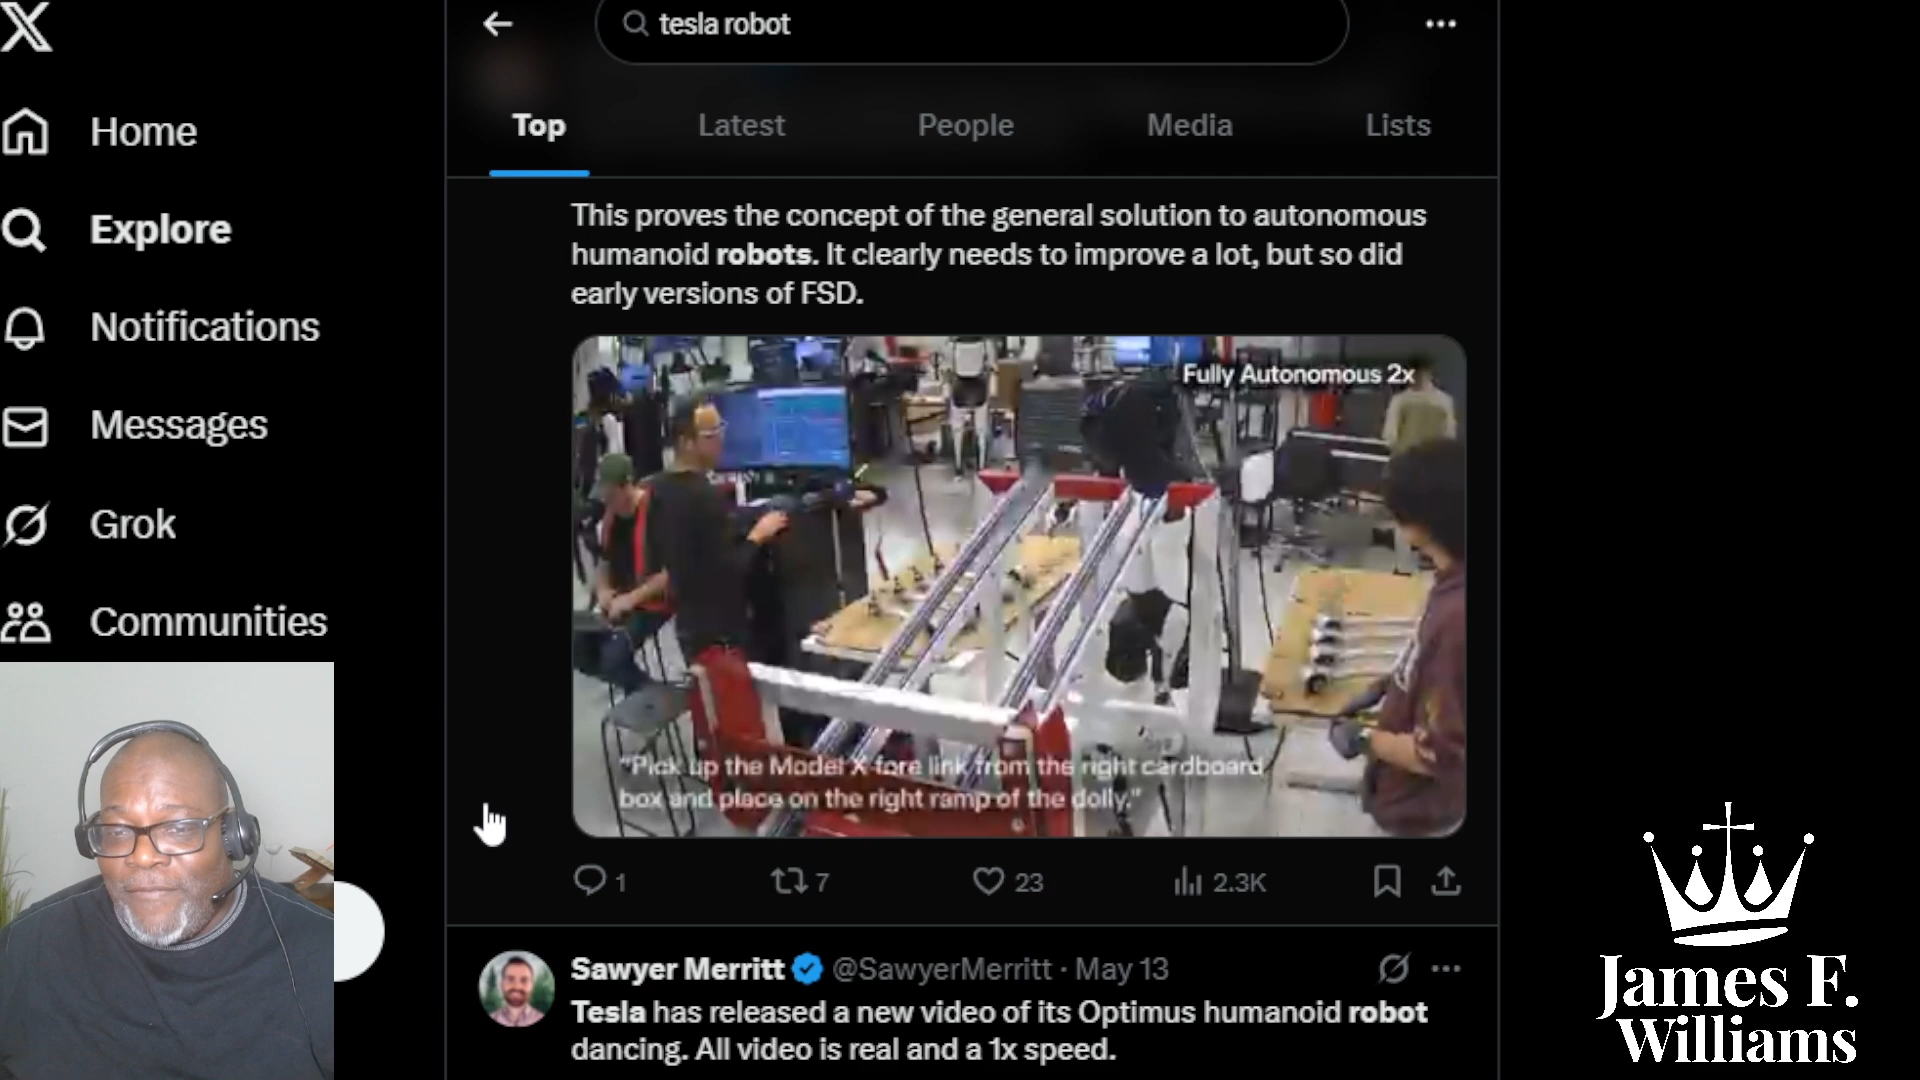 tesla robot
Top
Latest
People
Media
Lists
Home
Explore
Notifications
Messages
Grok
Communities
This proves the concept of the general solution to autonomous
humanoid robots. It clearly needs to improve a lot, but so did
early versions of FSD.
Fully Autonomous 2x
"Pick up the Model X fore link from the right cardboard
box and place on the right ramp of the dolly."
1
7
23
2.3K
Sawyer Merritt @SawyerMerritt · May 13
Tesla has released a new video of its Optimus humanoid robot
dancing. All video is real and a 1x speed.
James F.
Williams